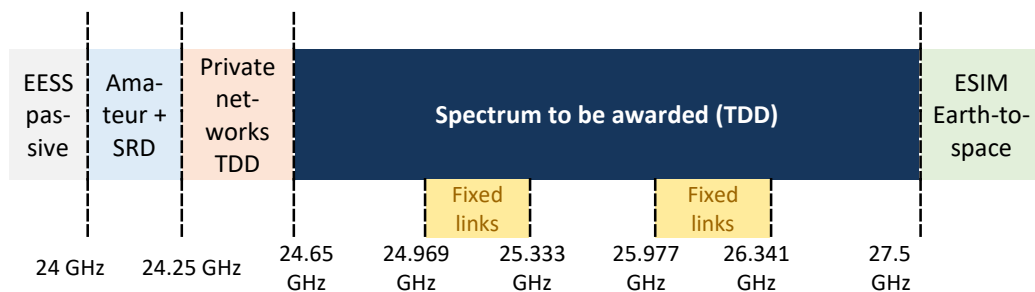 EESS
pas-
sive
Ama-
teur +
SRD
Private
net-
works
TDD
Spectrum to be awarded (TDD)
ESIM
Earth-to-
space
Fixed
links
Fixed
links
24 GHz
24.25 GHz
24.65
GHz
24.969
GHz
25.333
GHz
25.977
GHz
26.341
GHz
27.5
GHz